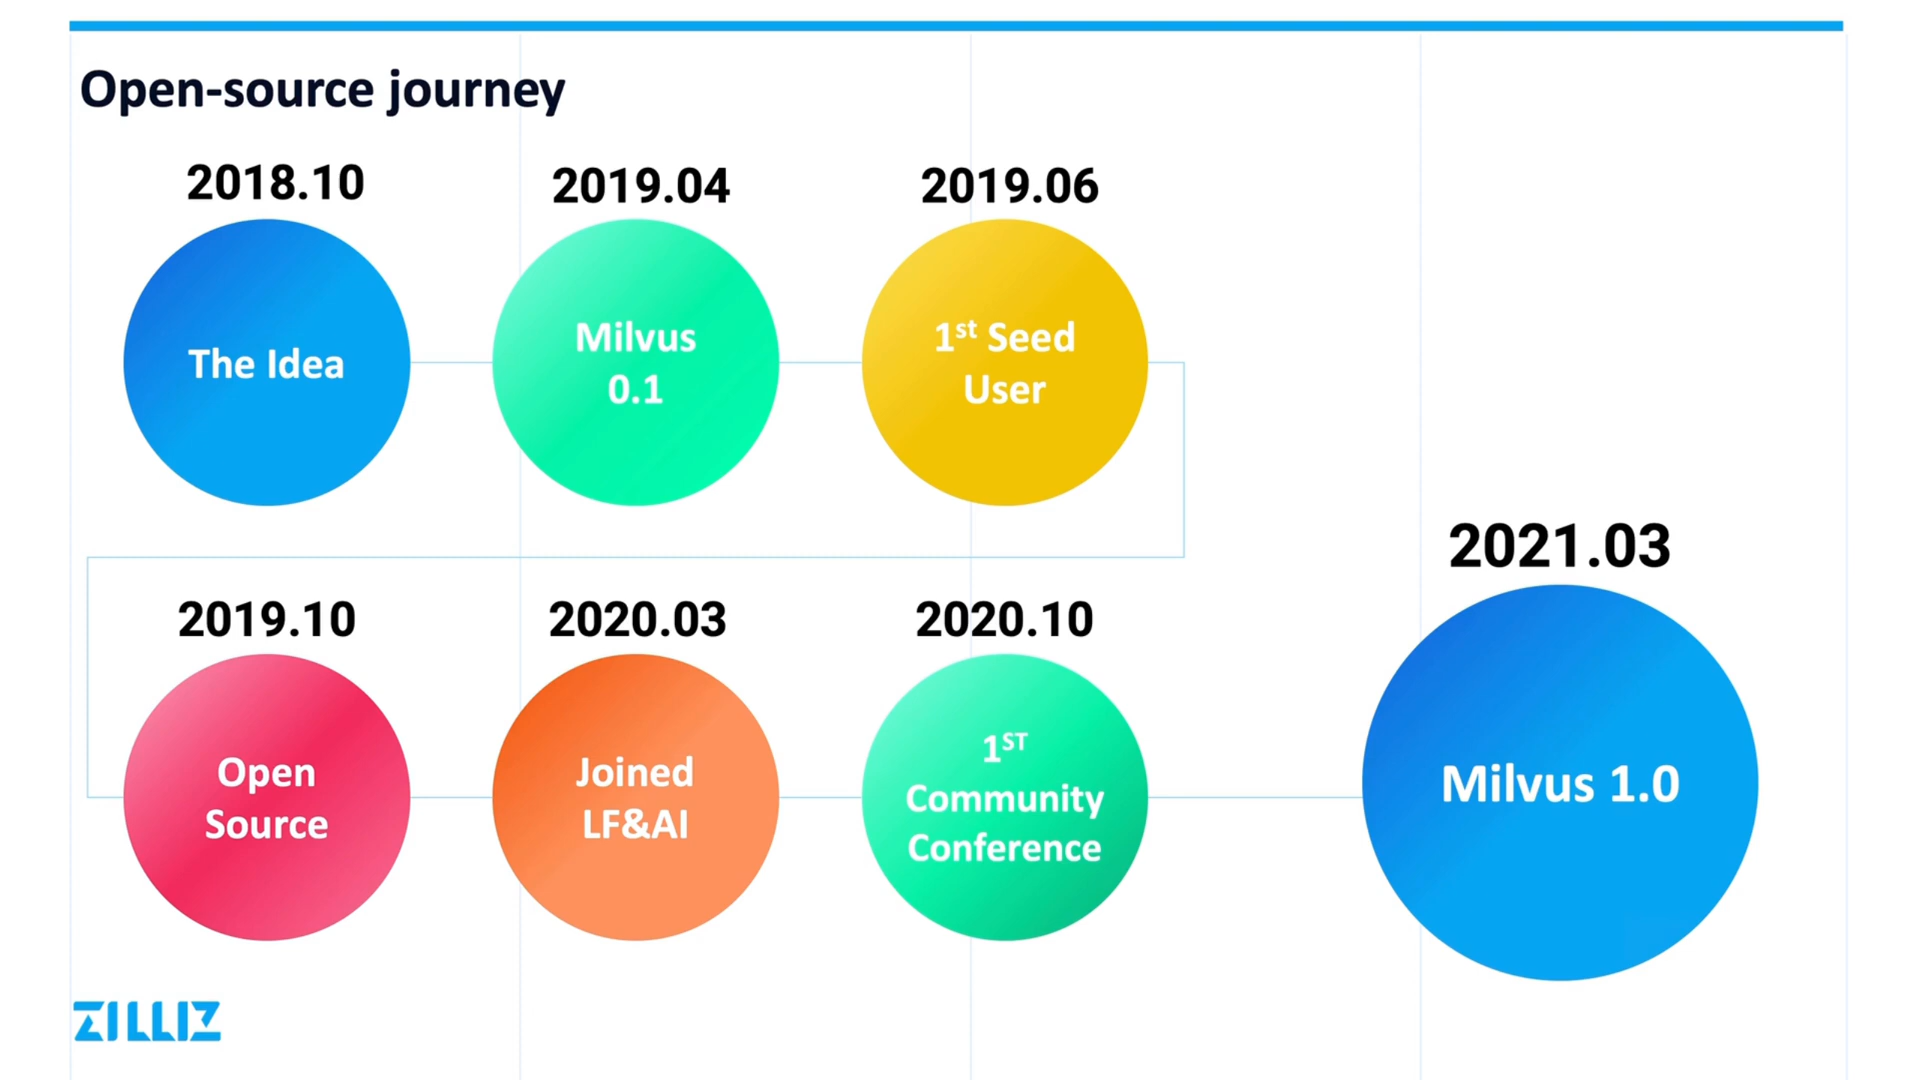 Open-source journey
2018.10
2019.04
2019.06
The Idea
Milvus
0.1
1st Seed
User
2019.10
2020.03
2020.10
2021.03
Open
Source
Joined
LF&AI
1ST
Community
Conference
Milvus 1.0
ZILLIZ